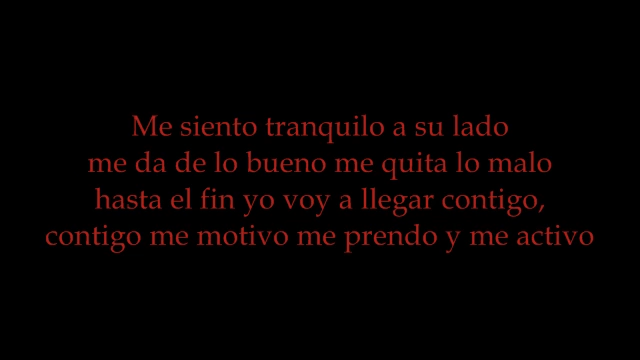 Me siento tranquilo a su lado
me da de lo bueno me quita lo malo
hasta el fin yo voy a llegar contigo,
contigo me motivo me prendo y me activo